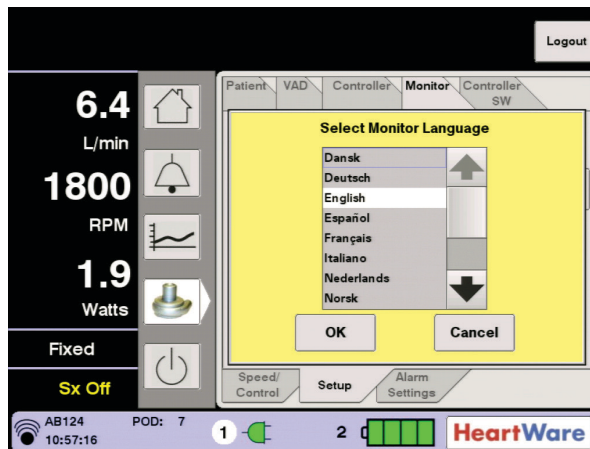 Logout
6.4
L/min
1800
RPM
1.9
Watts
Fixed
Sx Off
Patient VAD Controller Monitor Controller SW
Select Monitor Language
Dansk
Deutsch
English
Español
Français
Italiano
Nederlands
Norsk
OK Cancel
Speed/ Control Setup Alarm Settings
AB124 POD: 7
10:57:16
1 2
HeartWare